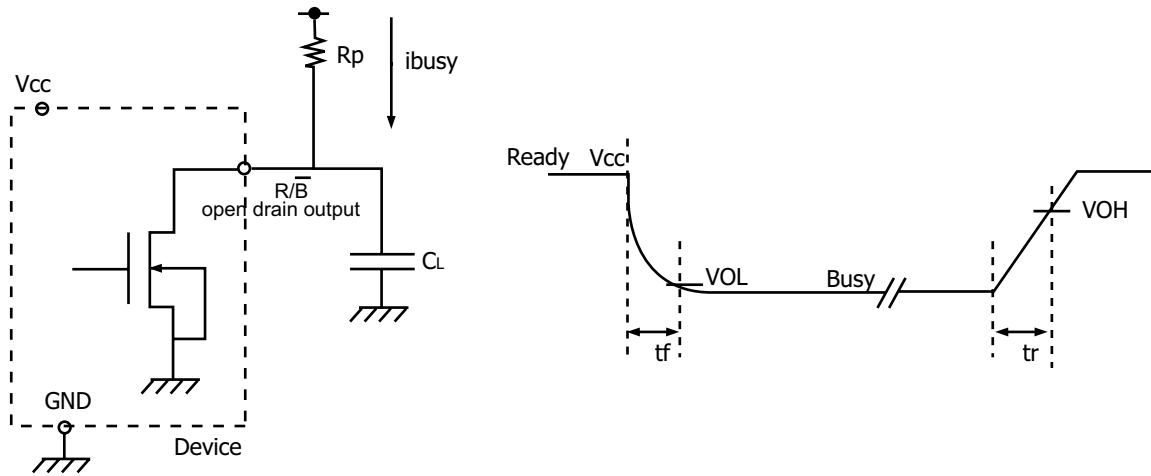 Rp
ibusy
Vcc
R/B̅
open drain output
CL
GND
Device
Ready Vcc
VOH
VOL
Busy
tf
tr